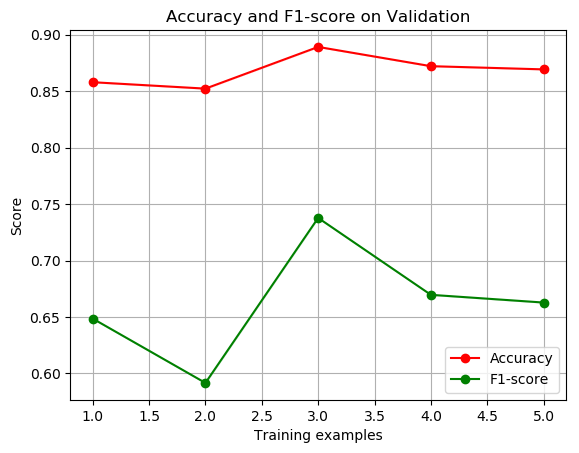 Accuracy and F1-score on Validation
0.90
0.85
0.80
0.75
0.70
0.65
0.60
Score
Accuracy
F1-score
1.0 1.5 2.0 2.5 3.0 3.5 4.0 4.5 5.0
Training examples